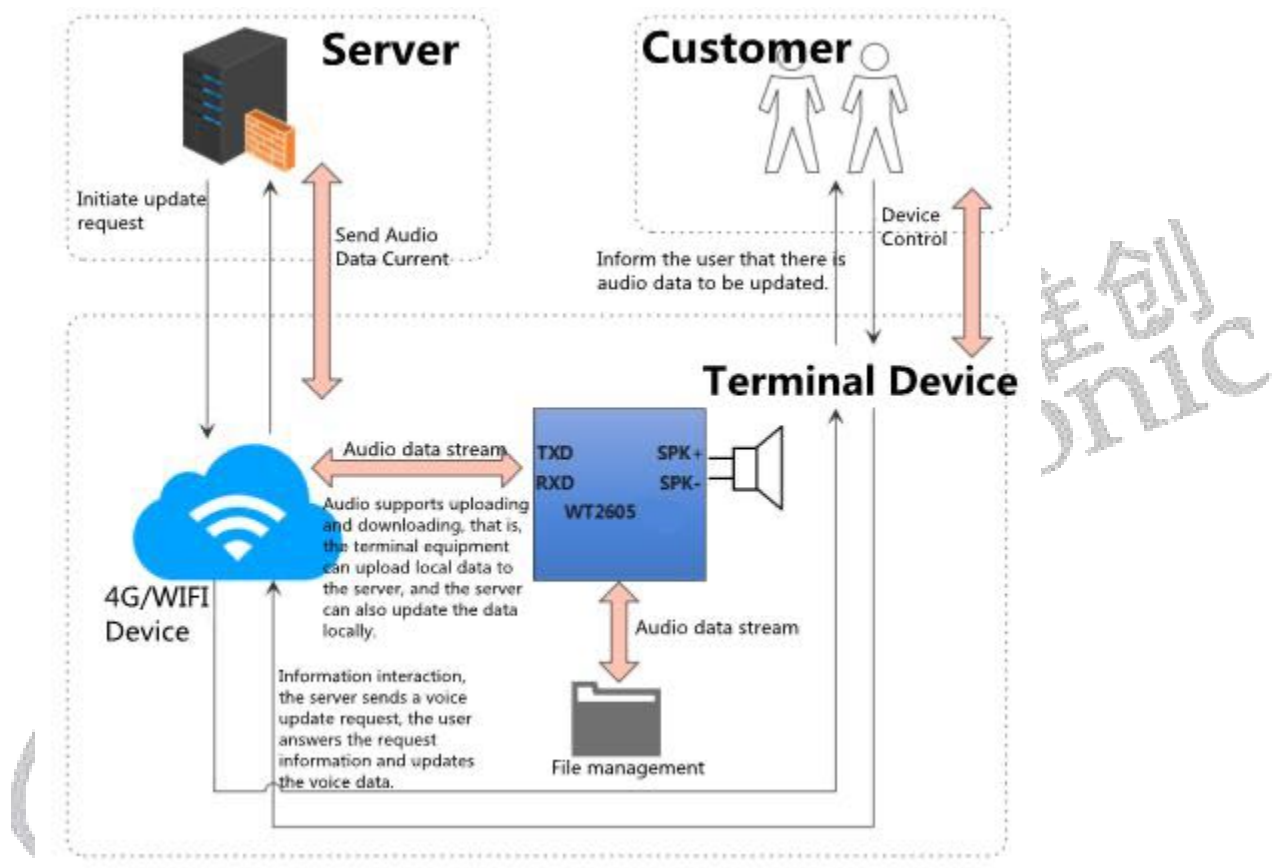 Server
Customer
Initiate update
request
Send Audio
Data Current
Device
Control
Inform the user that there is
audio data to be updated.
Terminal Device
Audio data stream
TXD
SPK+
RXD
SPK-
WT2605
Audio supports uploading
and downloading, that is,
the terminal equipment
can upload local data to
the server, and the server
can also update the data
locally.
4G/WIFI
Device
Audio data stream
Information interaction,
the server sends a voice
update request, the user
answers the request
information and updates
the voice data.
File management
唯创
onic